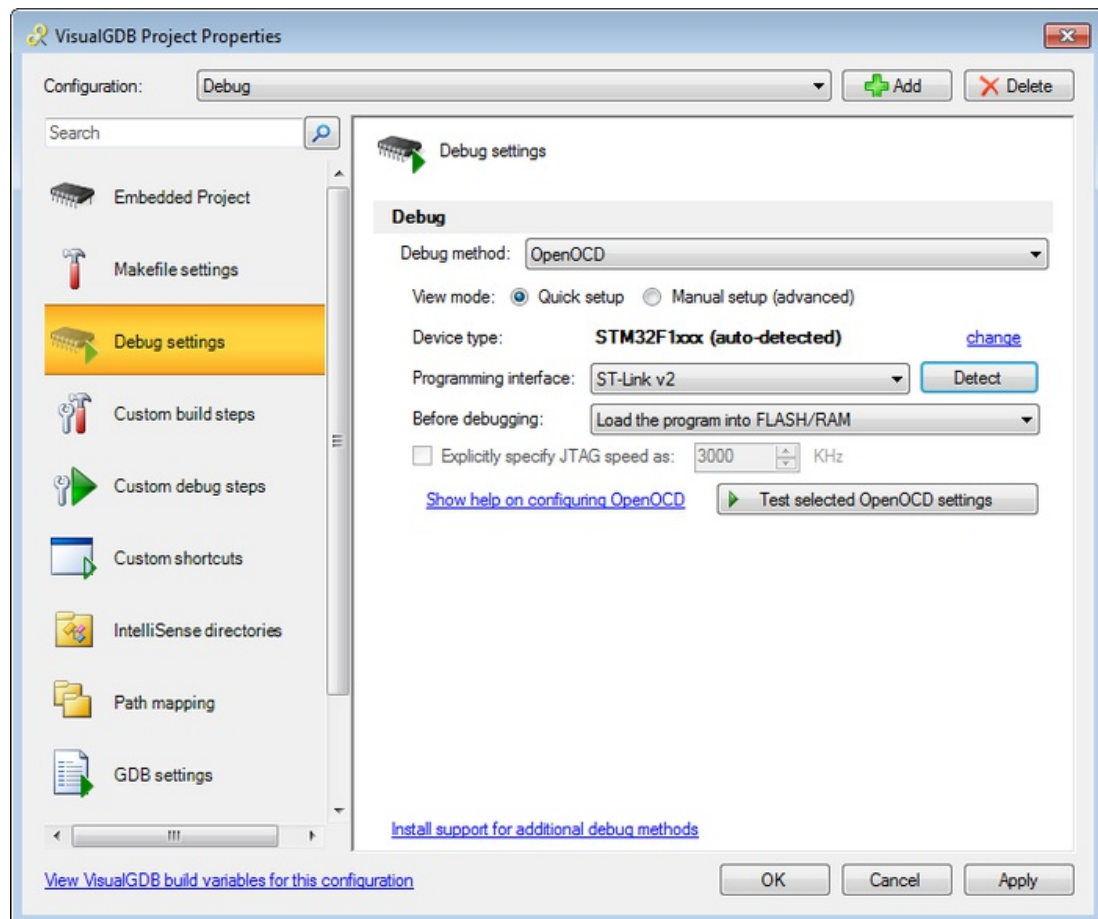 VisualGDB Project Properties
Configuration: Debug Add Delete
Search
Embedded Project
Makefile settings
Debug settings
Custom build steps
Custom debug steps
Custom shortcuts
IntelliSense directories
Path mapping
GDB settings
Debug settings
Debug
Debug method: OpenOCD
View mode: Quick setup Manual setup (advanced)
Device type: STM32F1xxx (auto-detected) change
Programming interface: ST-Link v2 Detect
Before debugging: Load the program into FLASH/RAM
Explicitly specify JTAG speed as: 3000 KHz
Show help on configuring OpenOCD Test selected OpenOCD settings
Install support for additional debug methods
View VisualGDB build variables for this configuration OK Cancel Apply